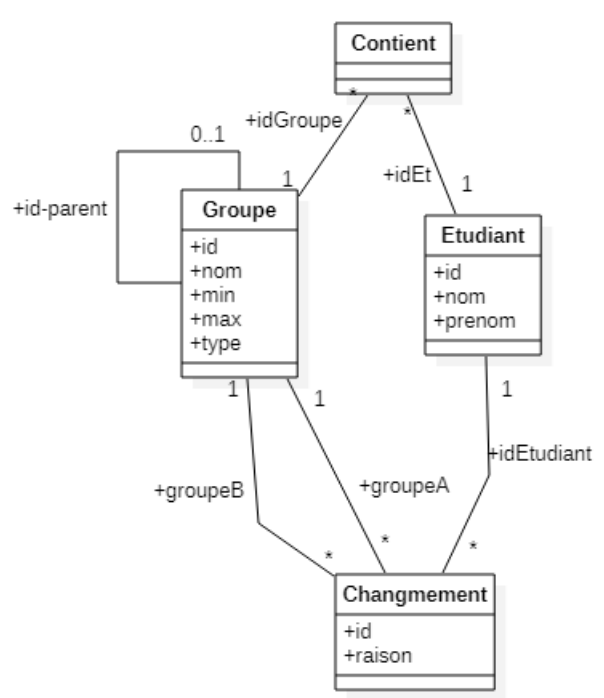 Contient
*
*
+idGroupe
0..1
1
+idEt
1
+id-parent
Groupe
+id
+nom
+min
+max
+type
Etudiant
+id
+nom
+prenom
1
1
1
+idEtudiant
+groupeB
+groupeA
*
*
*
Changmement
+id
+raison